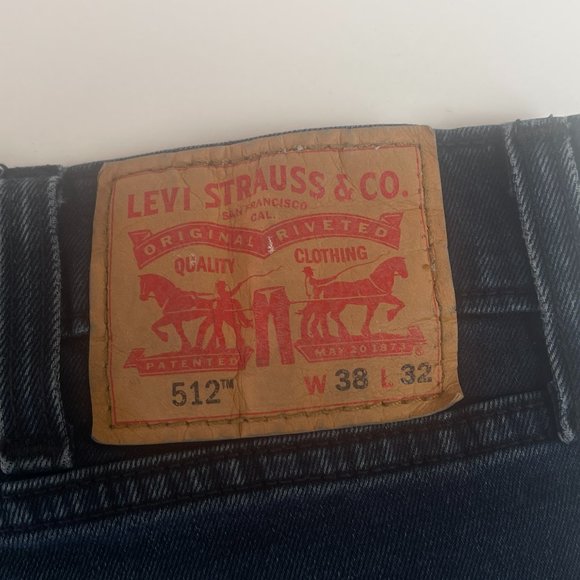 LEVI STRAUSS & CO.
SAN FRANCISCO
CAL.
ORIGINAL RIVETED
QUALITY CLOTHING
PATENTED MAY 20 1873
512™ W 38 L 32